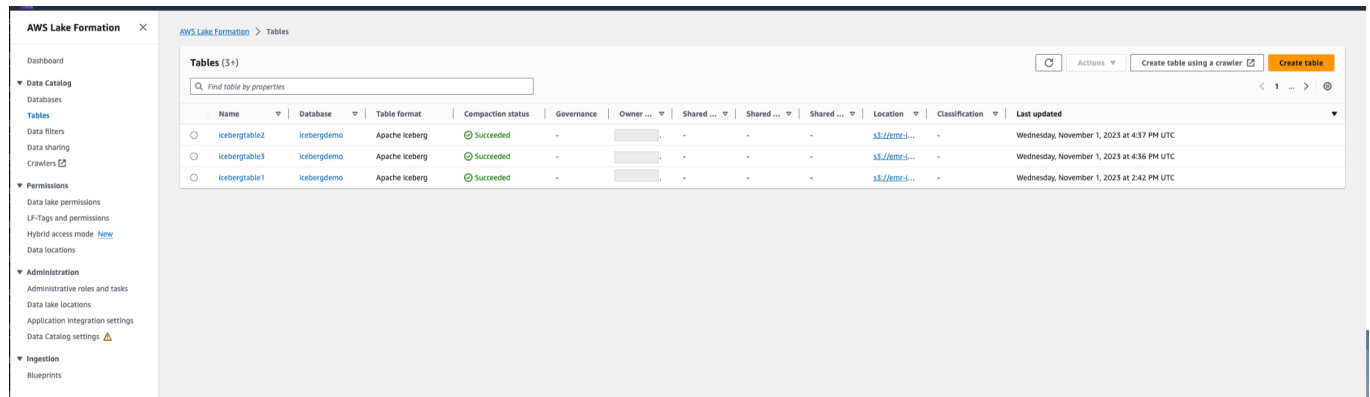 AWS Lake Formation
Dashboard
Data Catalog
Databases
Tables
Data filters
Data sharing
Crawlers
Permissions
Data lake permissions
LF-Tags and permissions
Hybrid access mode New
Data locations
Administration
Administrative roles and tasks
Data lake locations
Application integration settings
Data Catalog settings
Ingestion
Blueprints
AWS Lake Formation > Tables
Tables (3+)
Actions Create table using a crawler Create table
Find table by properties
< 1 ... >
Name Database Table format Compaction status Governance Owner ... Shared ... Shared ... Shared ... Location Classification Last updated
icebergtable2 icebergdemo Apache Iceberg Succeeded - . - - - s3://emr-i... - Wednesday, November 1, 2023 at 4:37 PM UTC
icebergtable3 icebergdemo Apache Iceberg Succeeded - . - - - s3://emr-i... - Wednesday, November 1, 2023 at 4:36 PM UTC
icebergtable1 icebergdemo Apache Iceberg Succeeded - . - - - s3://emr-i... - Wednesday, November 1, 2023 at 2:42 PM UTC